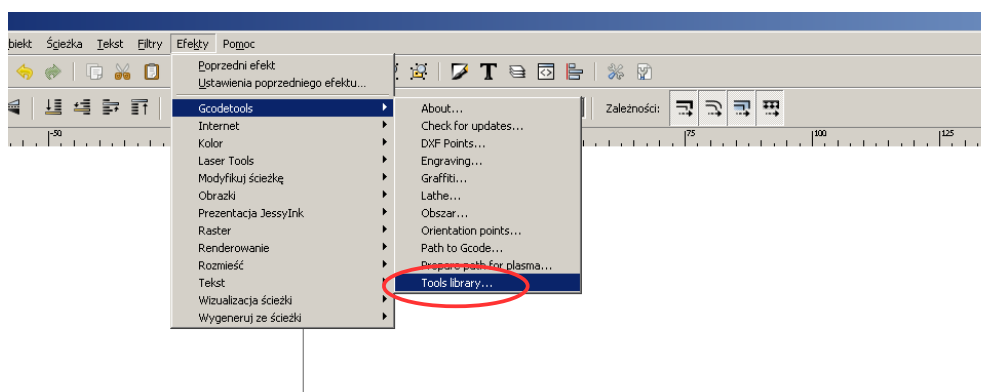 biekt Ścieżka Tekst Filtry Efekty Pomoc
Poprzedni efekt
Ustawienia poprzedniego efektu...
Zależności:
-50 75 100 125
Gcodetools
Internet
Kolor
Laser Tools
Modyfikuj ścieżkę
Obrazki
Prezentacja JessyInk
Raster
Renderowanie
Rozmieść
Tekst
Wizualizacja ścieżki
Wygeneruj ze ścieżki
About...
Check for updates...
DXF Points...
Engraving...
Graffiti...
Lathe...
Obszar...
Orientation points...
Path to Gcode...
Prepare path for plasma...
Tools library...